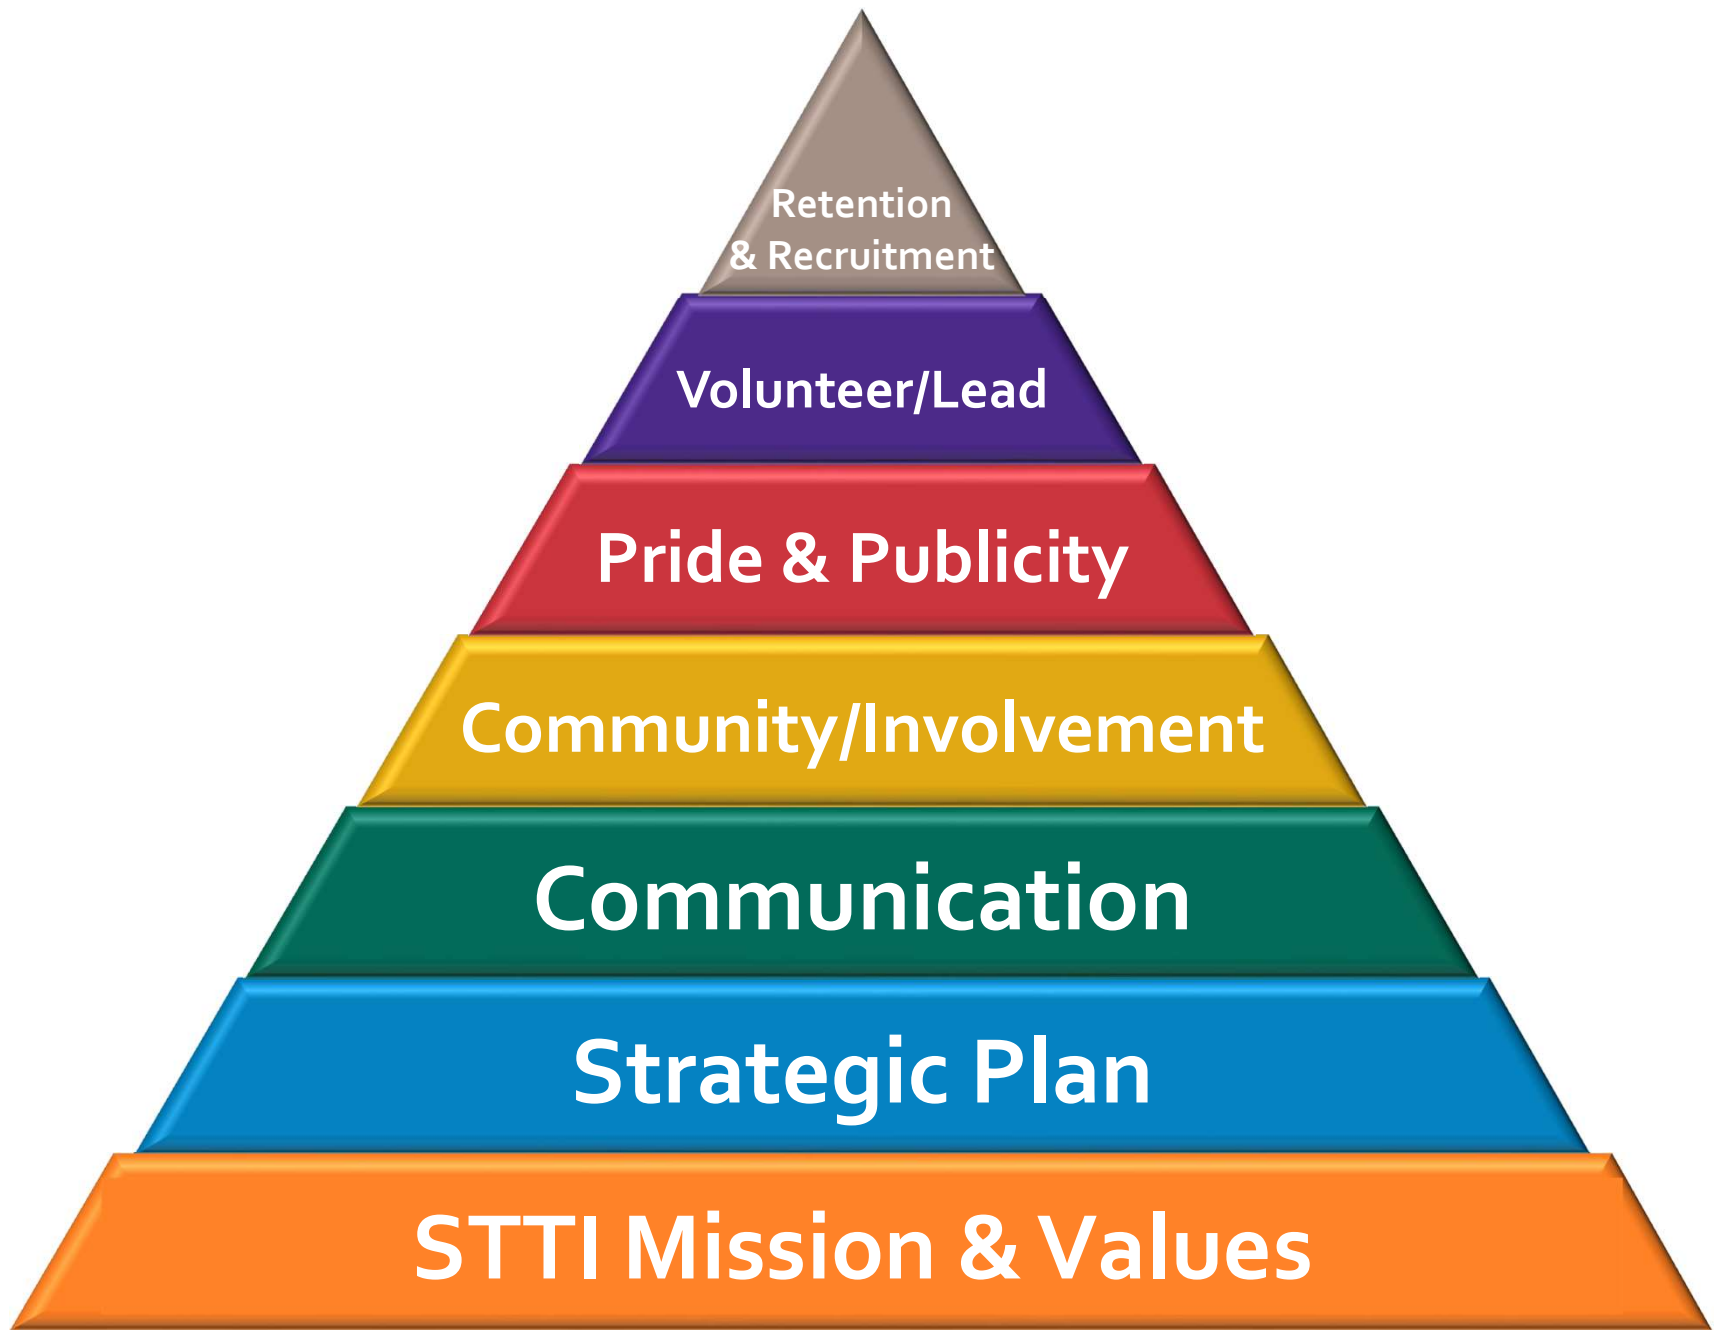 Retention
& Recruitment
Volunteer/Lead
Pride & Publicity
Community/Involvement
Communication
Strategic Plan
STTI Mission & Values